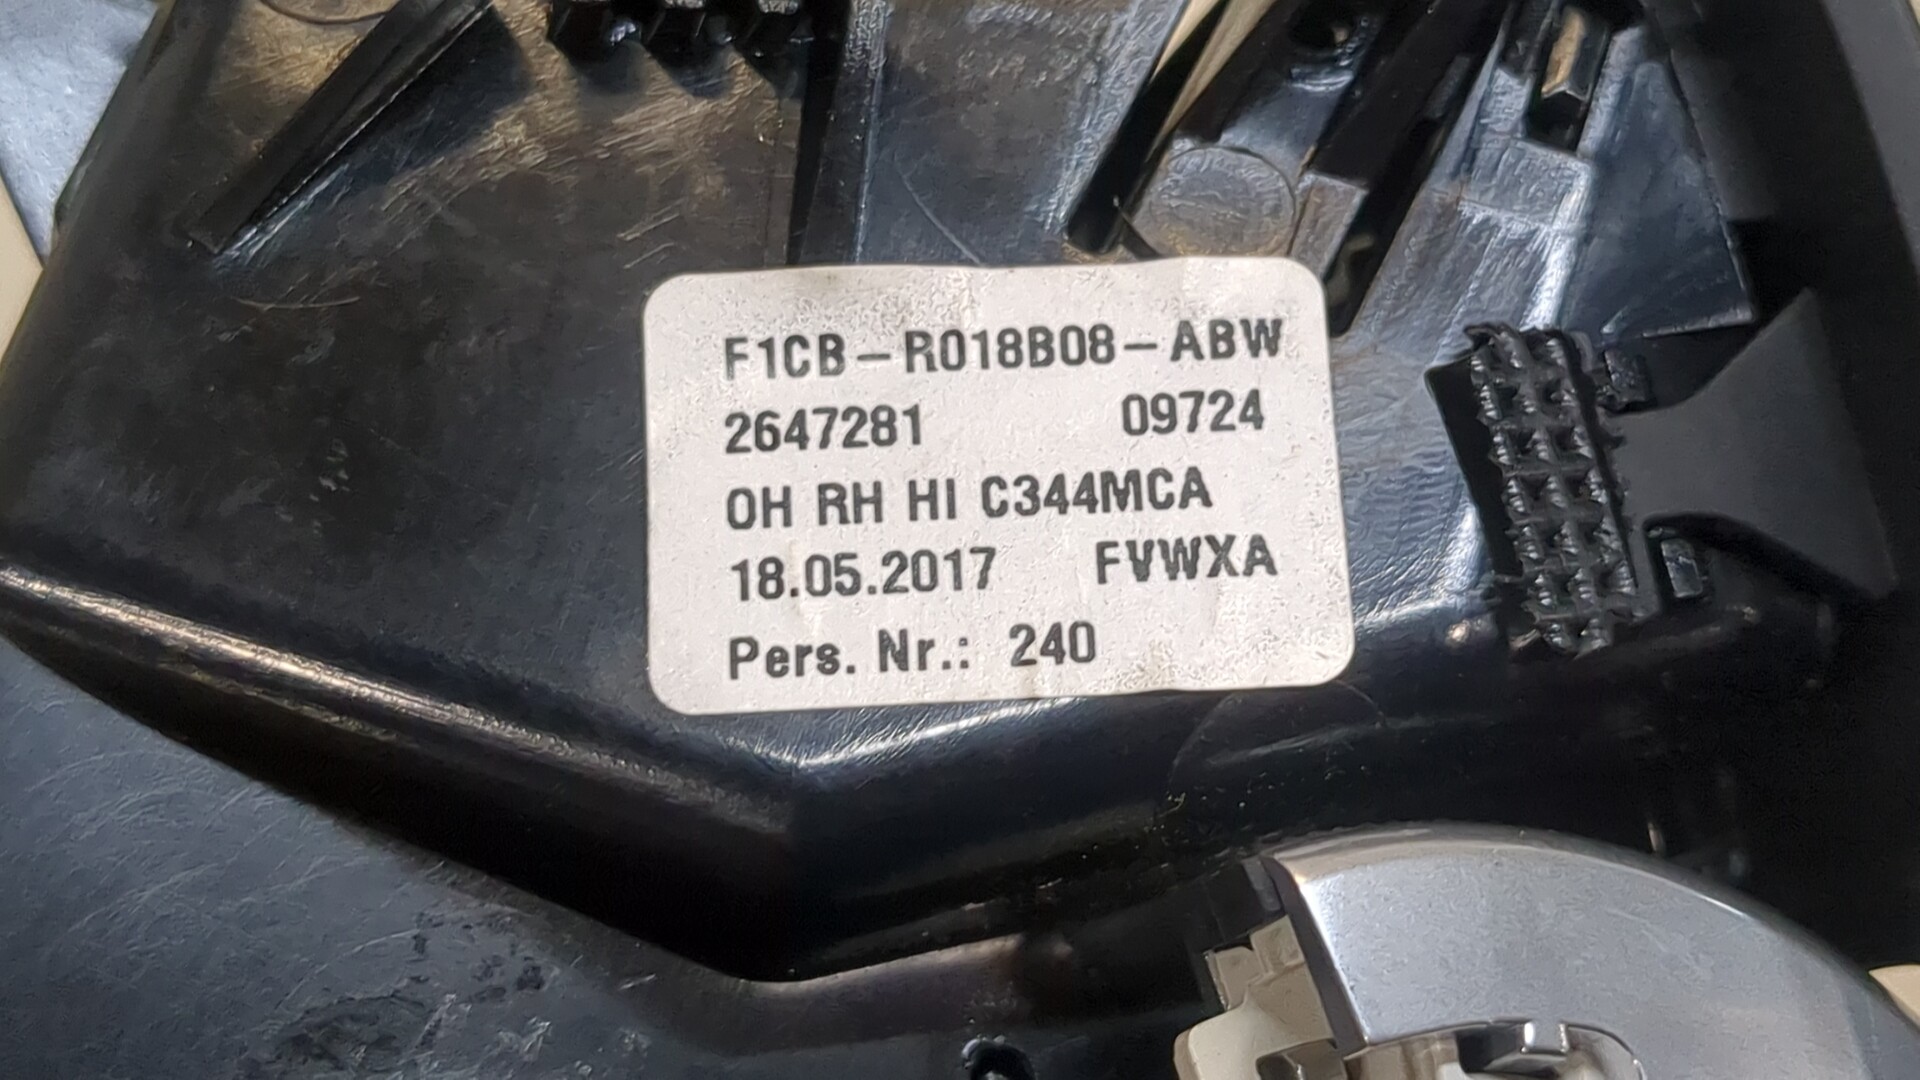 F1CB-R018B08-ABW
2647281 09724
OH RH HI C344MCA
18.05.2017 FVWXA
Pers. Nr.: 240